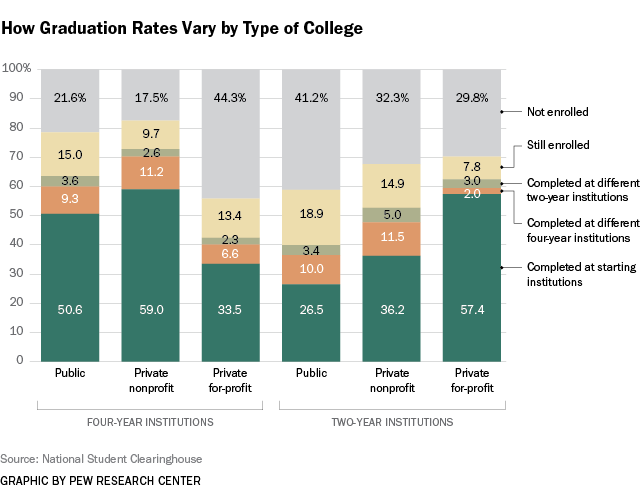 How Graduation Rates Vary by Type of College
100%
90
80
70
60
50
40
30
20
10
0
21.6% 17.5% 44.3% 41.2% 32.3% 29.8%
15.0 9.7 13.4 18.9 14.9 7.8
3.6 2.6 2.3 3.4 5.0 3.0
9.3 11.2 6.6 10.0 11.5 2.0
50.6 59.0 33.5 26.5 36.2 57.4
Not enrolled
Still enrolled
Completed at different
two-year institutions
Completed at different
four-year institutions
Completed at starting
institutions
Public Private Private Public Private Private
nonprofit for-profit nonprofit for-profit
FOUR-YEAR INSTITUTIONS TWO-YEAR INSTITUTIONS
Source: National Student Clearinghouse
GRAPHIC BY PEW RESEARCH CENTER